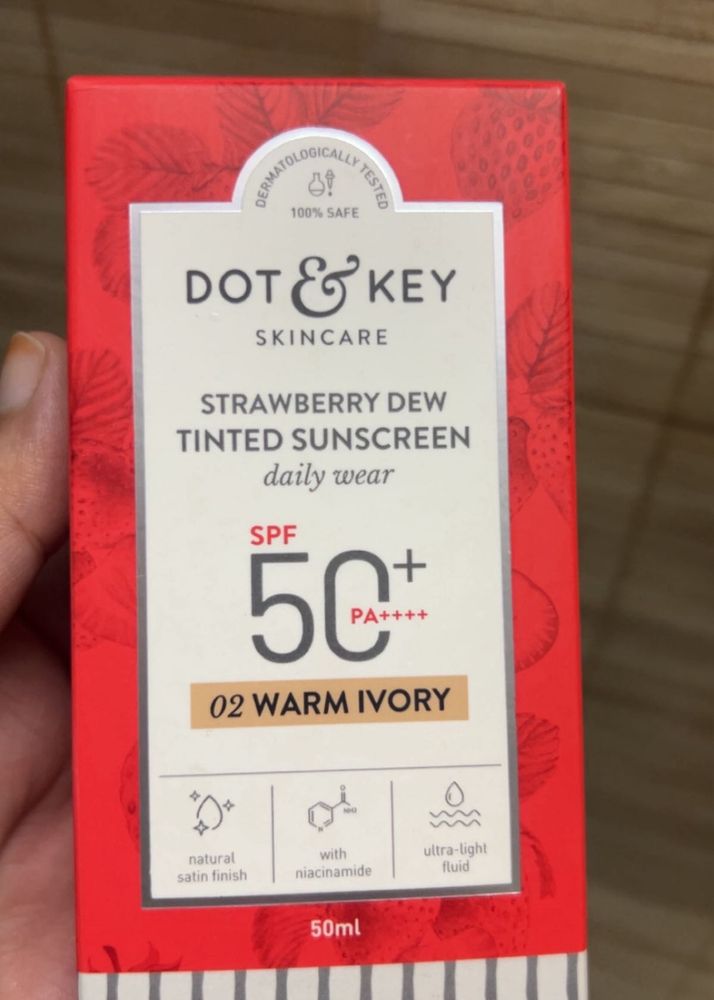 DERMATOLOGICALLY TESTED
100% SAFE
DOT & KEY
SKINCARE
STRAWBERRY DEW
TINTED SUNSCREEN
daily wear
SPF
50+
PA++++
02 WARM IVORY
natural
satin finish
N
O
NH2
with
niacinamide
ultra-light
fluid
50ml